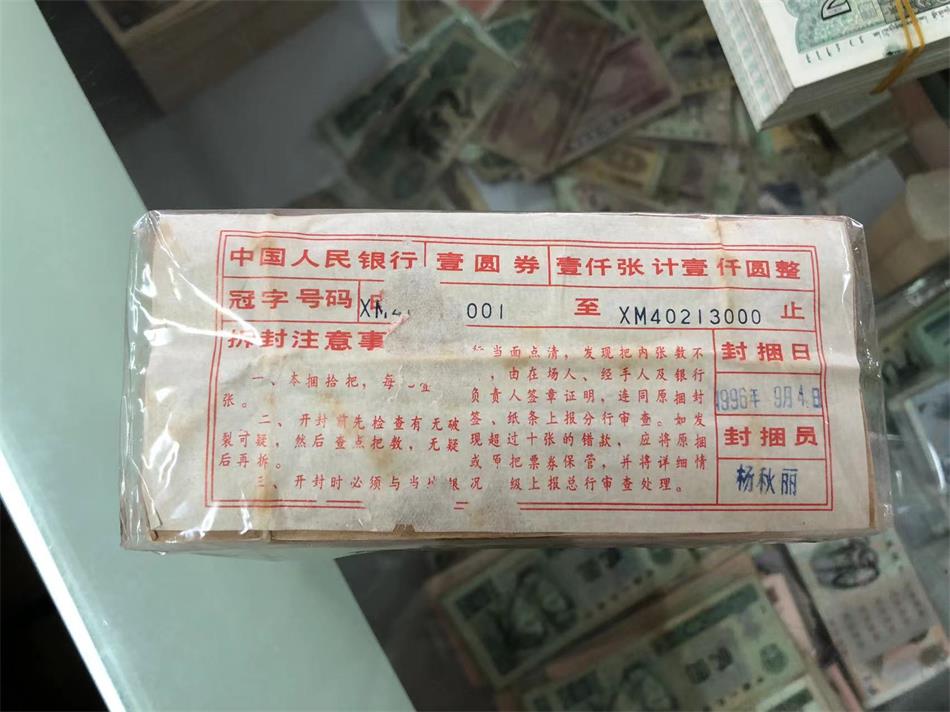 中国人民银行 壹圆券 壹仟张计壹仟圆整
冠字号码 001 至 XM40213000 止
拆封注意事
一、本捆拾把，每
张。
二、开封前先检查有无破
裂可疑，然后查点把数，无疑
后再拆。
三、开封时必须与当
当面点清，发现把内张数不
，由在场人、经手人及银行
负责人签章证明，连同原捆封
签、纸条上报分行审查。如发
现超过十张的错款，应将原捆
或 把票券保管，并将详细情
况 级上报总行审查处理。
封捆日
1996年 9月4日
封捆员
杨秋丽